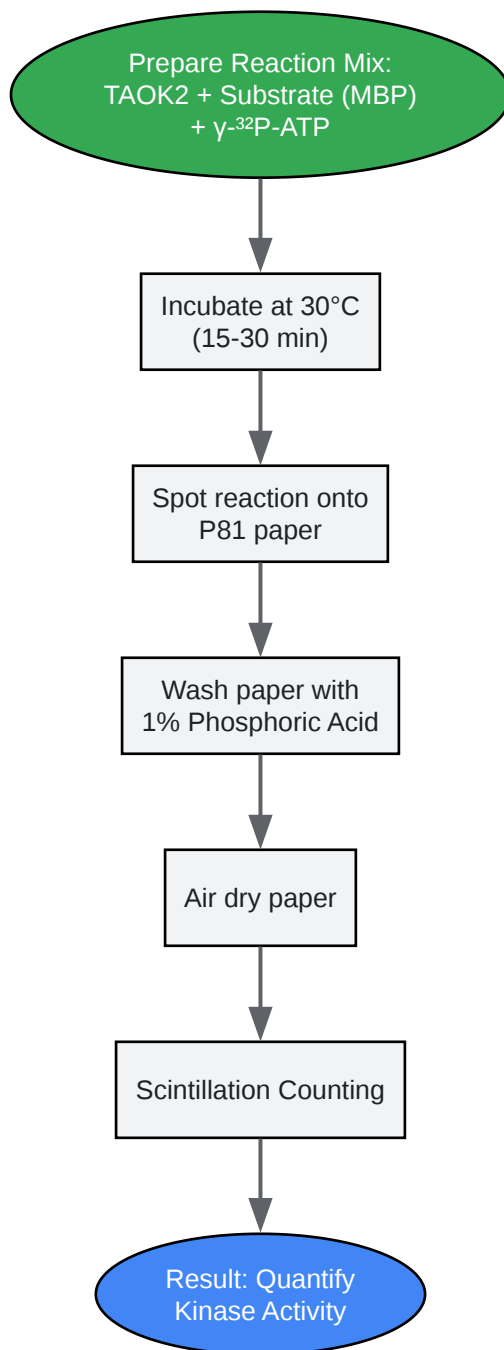 Prepare Reaction Mix:
TAOK2 + Substrate (MBP)
+ γ-³²P-ATP
Incubate at 30°C
(15-30 min)
Spot reaction onto
P81 paper
Wash paper with
1% Phosphoric Acid
Air dry paper
Scintillation Counting
Result: Quantify
Kinase Activity